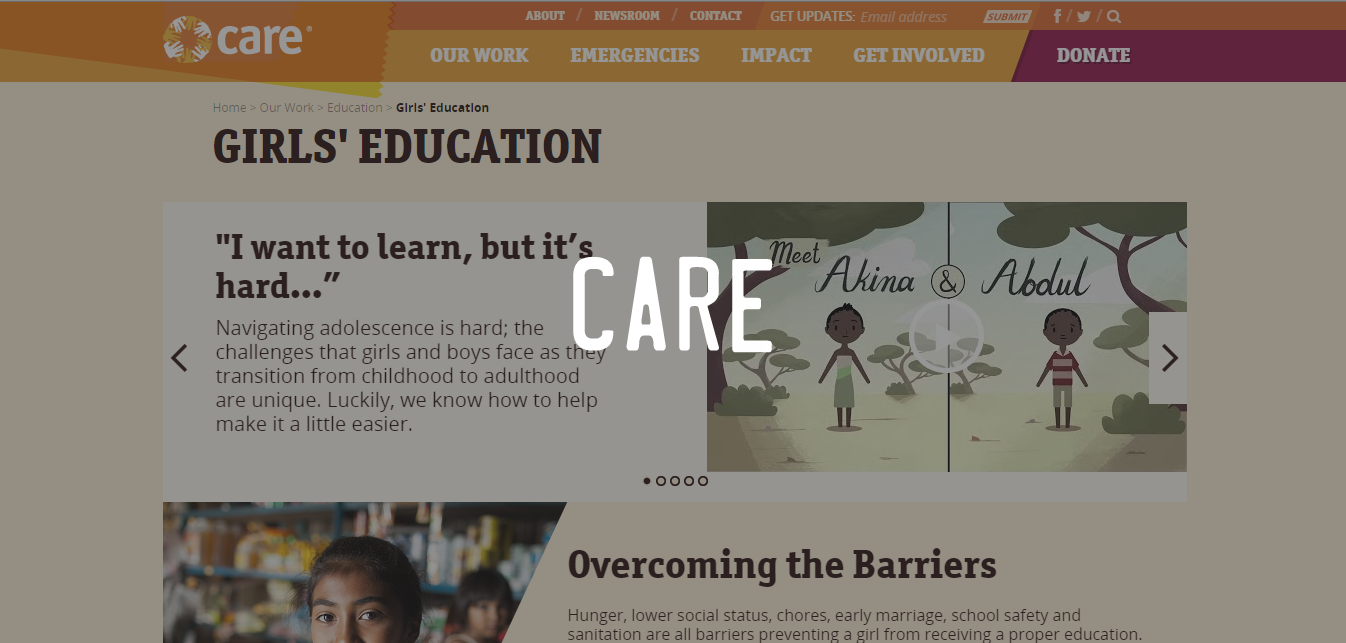 care
ABOUT / NEWSROOM / CONTACT
GET UPDATES: Email address SUBMIT
OUR WORK EMERGENCIES IMPACT GET INVOLVED DONATE
Home > Our Work > Education > Girls' Education
GIRLS' EDUCATION
"I want to learn, but it’s
hard...”
Navigating adolescence is hard; the
challenges that girls and boys face as they
transition from childhood to adulthood
are unique. Luckily, we know how to help
make it a little easier.
CARE
Meet
Akina & Abdul
Overcoming the Barriers
Hunger, lower social status, chores, early marriage, school safety and
sanitation are all barriers preventing a girl from receiving a proper education.